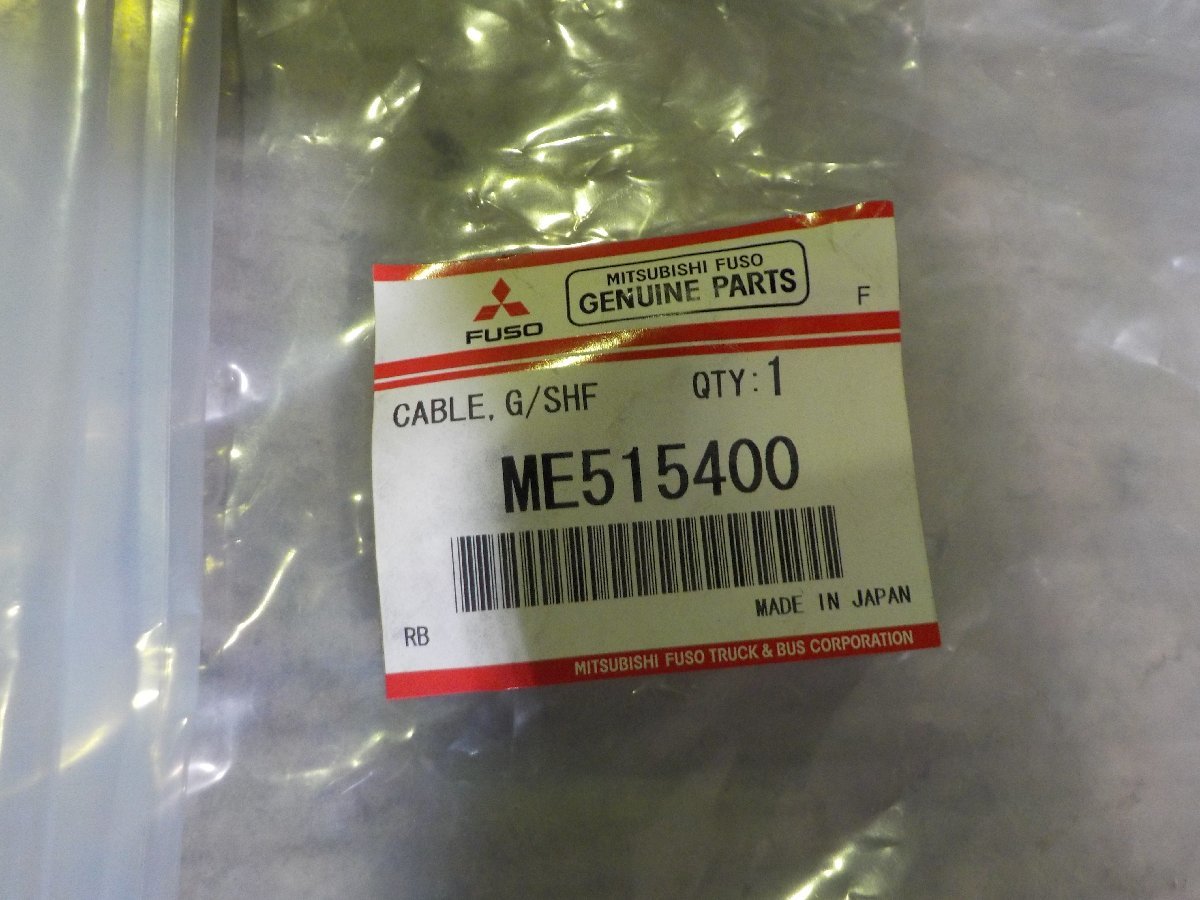 MITSUBISHI FUSO
GENUINE PARTS
FUSO
F
CABLE, G/SHF QTY:1
ME515400
MADE IN JAPAN
RB
MITSUBISHI FUSO TRUCK & BUS CORPORATION